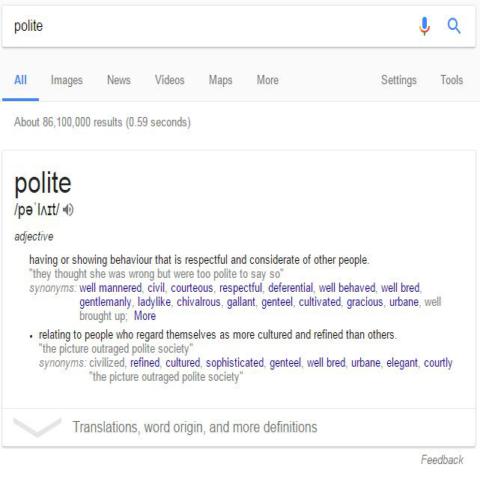 polite
All Images News Videos Maps More Settings Tools
About 86,100,000 results (0.59 seconds)
polite
/pəˈlʌɪt/
adjective
having or showing behaviour that is respectful and considerate of other people.
"they thought she was wrong but were too polite to say so"
synonyms: well mannered, civil, courteous, respectful, deferential, well behaved, well bred,
gentlemanly, ladylike, chivalrous, gallant, genteel, cultivated, gracious, urbane, well
brought up; More
• relating to people who regard themselves as more cultured and refined than others.
"the picture outraged polite society"
synonyms: civilized, refined, cultured, sophisticated, genteel, well bred, urbane, elegant, courtly
"the picture outraged polite society"
Translations, word origin, and more definitions
Feedback